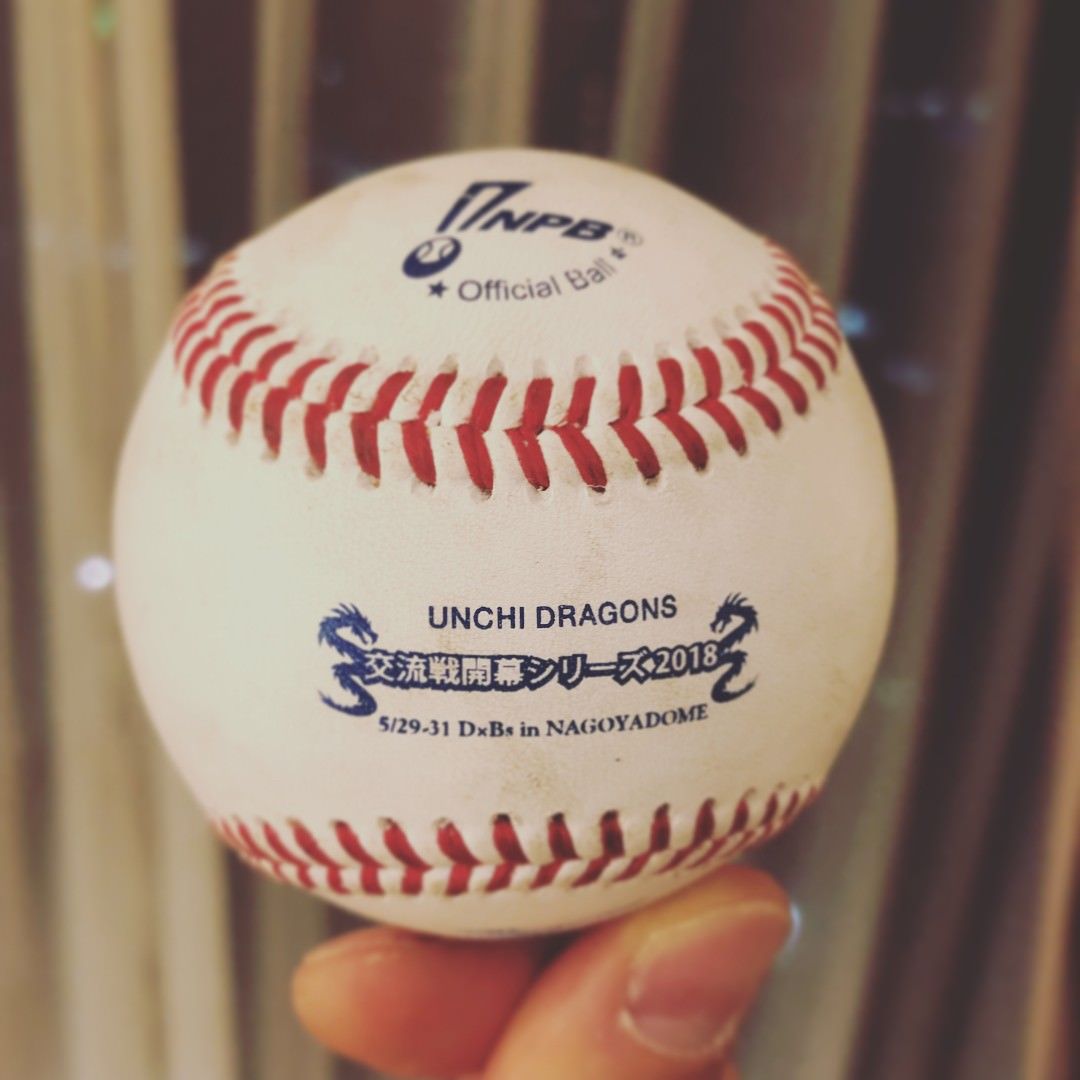 NPB®
★ Official Ball ★
UNCHI DRAGONS
交流戦開幕シリーズ2018
5/29-31 D×Bs in NAGOYADOME